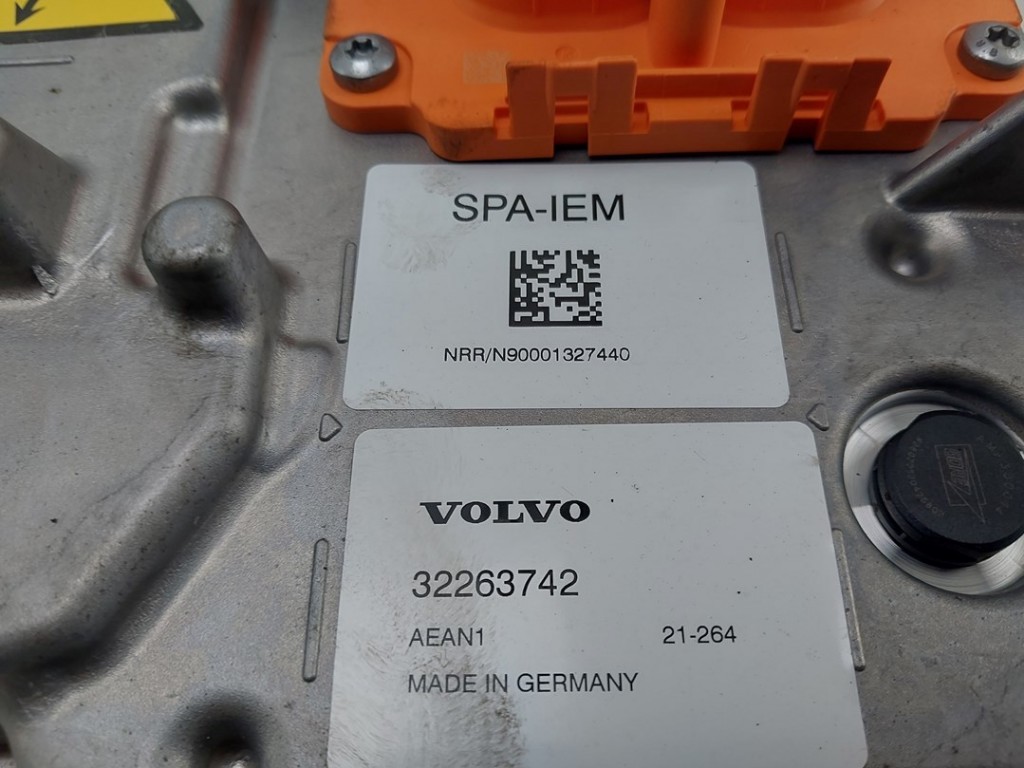 SPA-IEM
NRR/N90001327440
VOLVO
32263742
AEAN1 21-264
MADE IN GERMANY